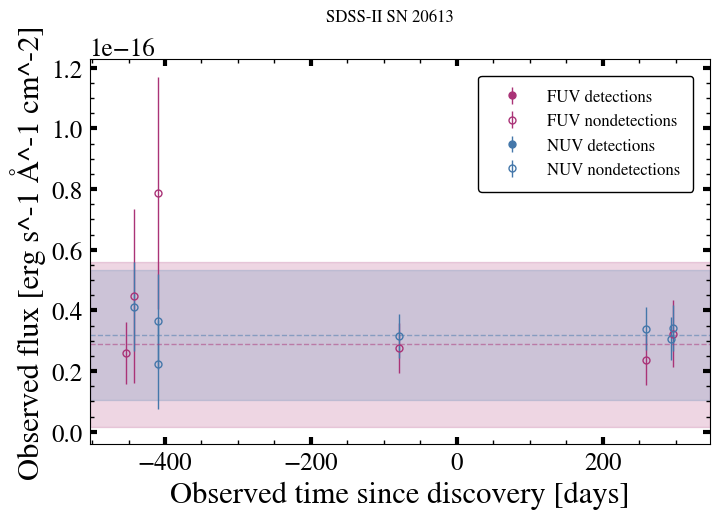 SDSS-II SN 20613
1e−16
1.2
1.0
0.8
0.6
0.4
0.2
0.0
Observed flux [erg s^-1 Å^-1 cm^-2]
FUV detections
FUV nondetections
NUV detections
NUV nondetections
−400
−200
0
200
Observed time since discovery [days]